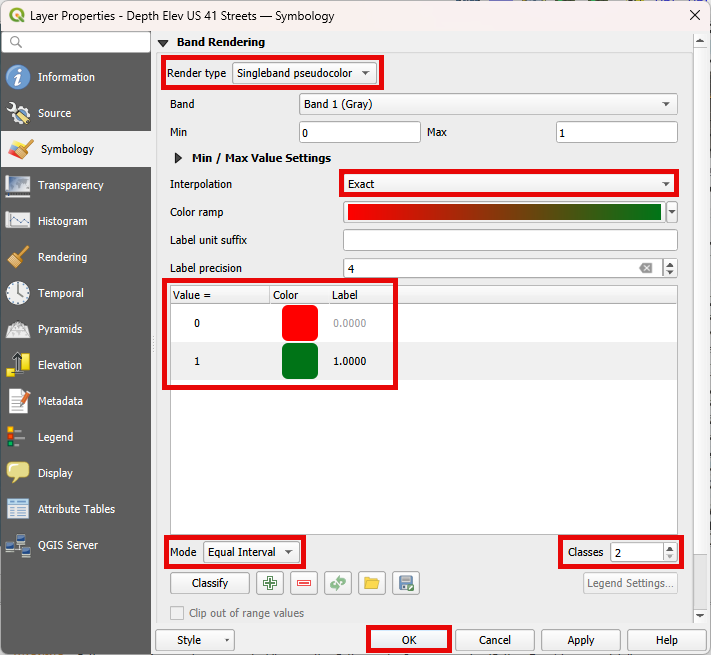 Layer Properties - Depth Elev US 41 Streets — Symbology
Information
Source
Symbology
Transparency
Histogram
Rendering
Temporal
Pyramids
Elevation
Metadata
Legend
Display
Attribute Tables
QGIS Server
Band Rendering
Render type Singleband pseudocolor
Band Band 1 (Gray)
Min 0 Max 1
Min / Max Value Settings
Interpolation Exact
Color ramp
Label unit suffix
Label precision 4
Value = Color Label
0 0.0000
1 1.0000
Mode Equal Interval Classes 2
Classify Legend Settings...
Clip out of range values
Style OK Cancel Apply Help